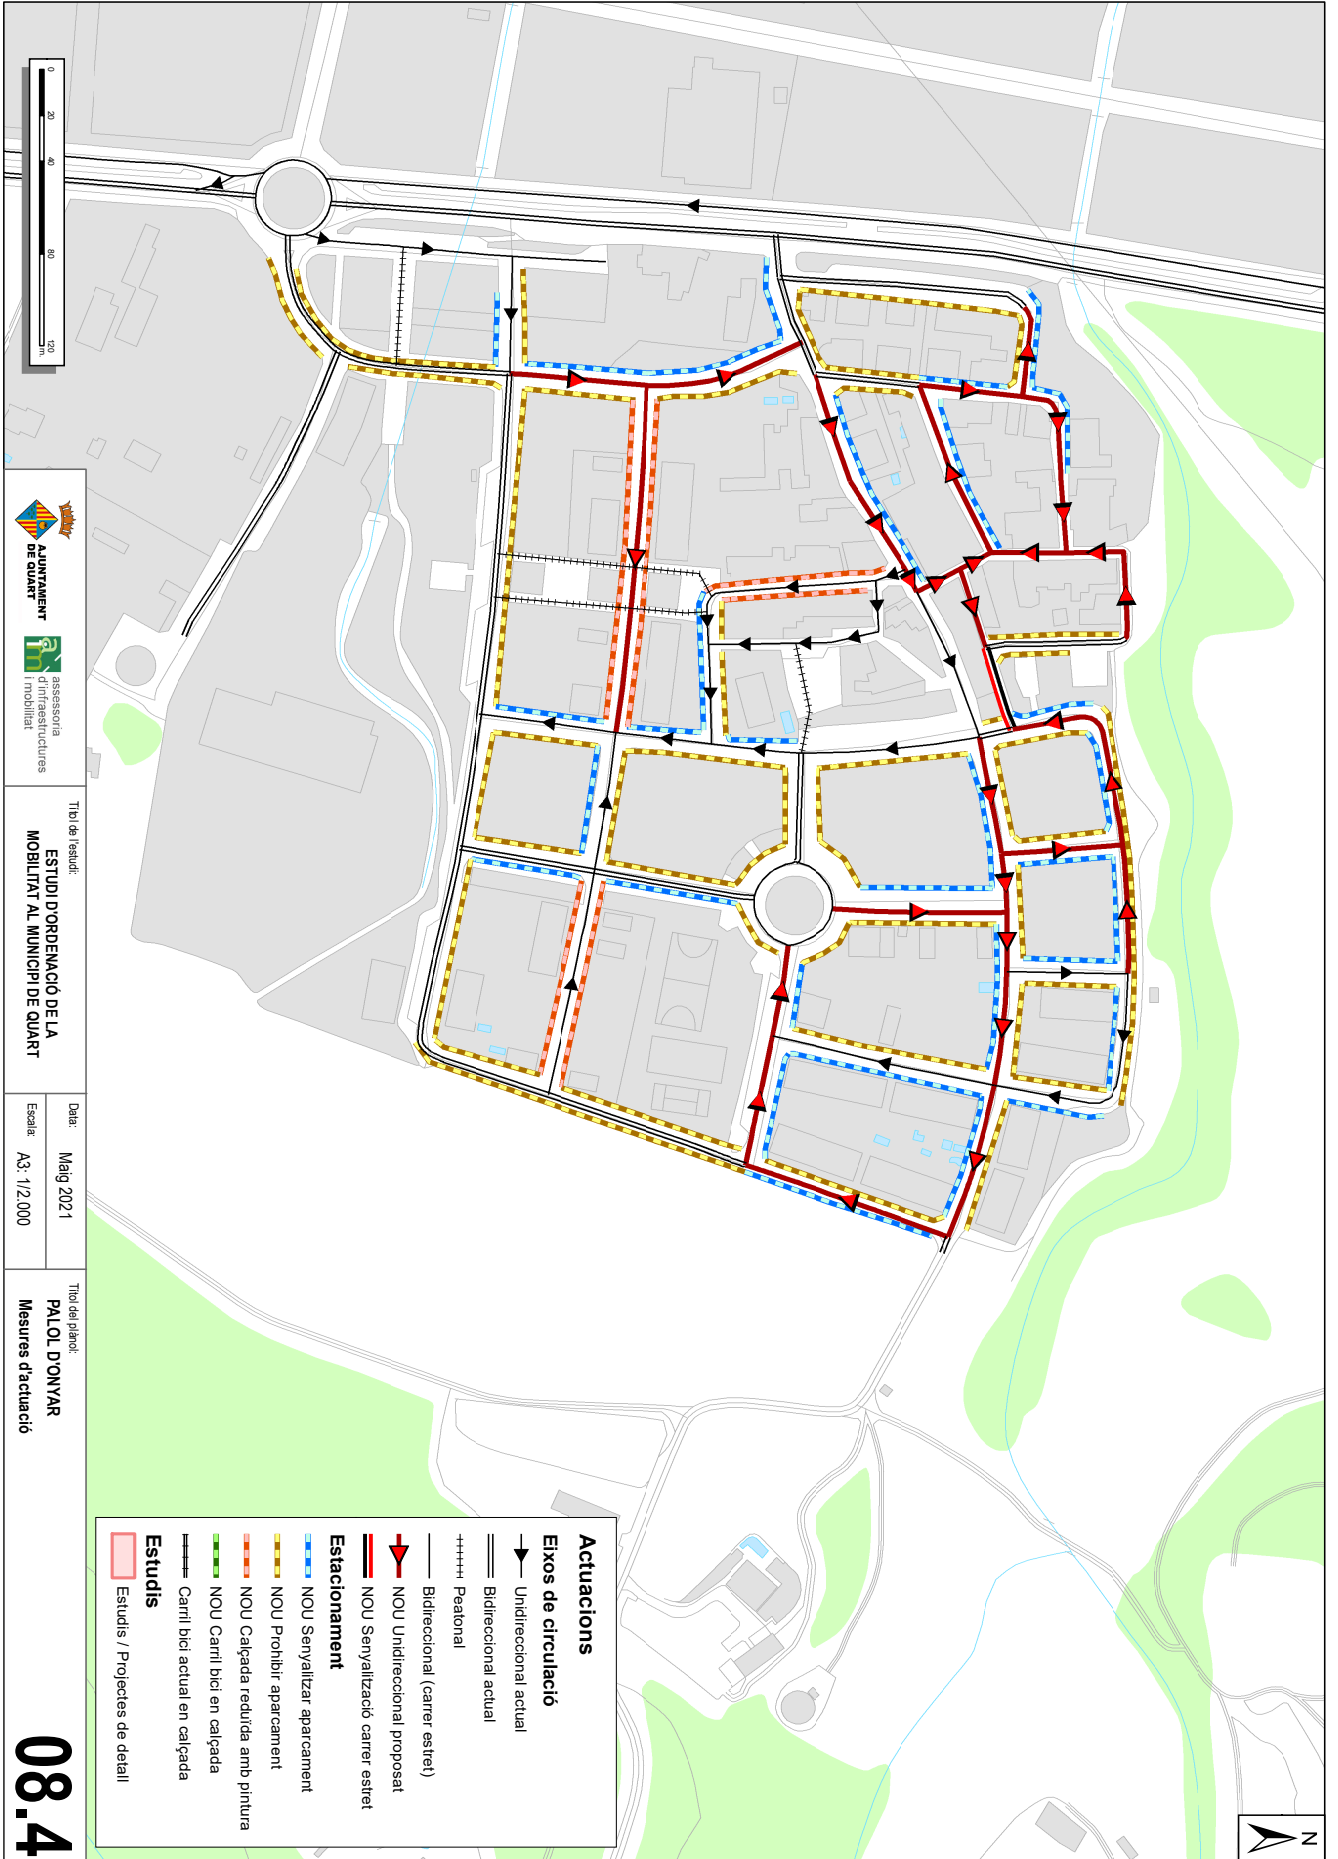 N
Actuacions
Eixos de circulació
Unidireccional actual
Bidireccional actual
Peatonal
Bidireccional (carrer estret)
NOU Unidireccional proposat
NOU Senyalització carrer estret
Estacionament
NOU Senyalitzar aparcament
NOU Prohibir aparcament
NOU Calçada reduïda amb pintura
NOU Carril bici en calçada
Carril bici actual en calçada
Estudis
Estudis / Projectes de detall
0 20 40 80 120
m.
AJUNTAMENT
DE QUART
am
assessoria
d'infraestructures
i mobilitat
Títol de l'estudi:
ESTUDI D'ORDENACIÓ DE LA
MOBILITAT AL MUNICIPI DE QUART
Data:
Maig 2021
Escala:
A3: 1/2.000
Títol del plànol:
PALOL D'ONYAR
Mesures d'actuació
08.4